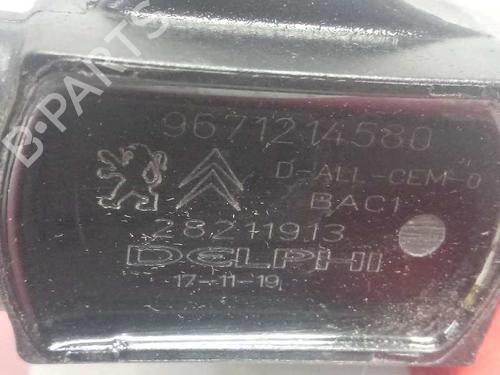 B-PARTS
9671214580
D-ALL-CEM-0
BAC1
28211913
DELPHI
17-11-19